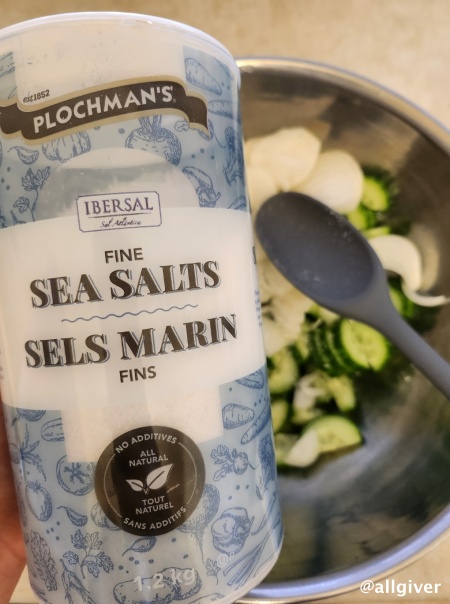 est1852
PLOCHMAN'S
IBERSAL
Sal Atlantica
FINE
SEA SALTS
SELS MARIN
FINS
NO ADDITIVES
ALL
NATURAL
TOUT
NATUREL
SANS ADDITIFS
1.2 kg
@allgiver